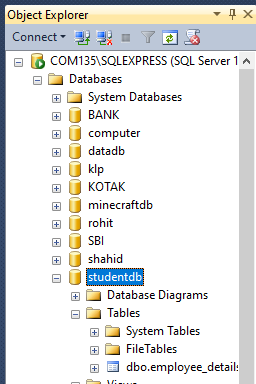 Object Explorer
Connect
COM135\SQLEXPRESS (SQL Server 1
Databases
System Databases
BANK
computer
datadb
klp
KOTAK
minecraftdb
rohit
SBI
shahid
studentdb
Database Diagrams
Tables
System Tables
FileTables
dbo.employee_details
Views